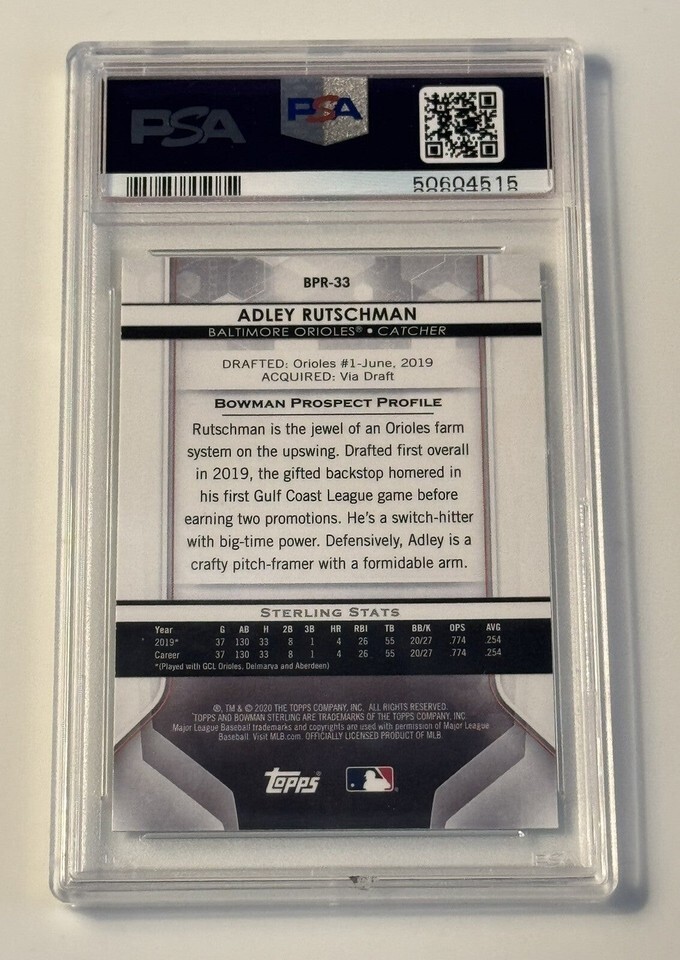 PSA
PSA
50604515
BPR-33
ADLEY RUTSCHMAN
BALTIMORE ORIOLES® • CATCHER
DRAFTED: Orioles #1-June, 2019
ACQUIRED: Via Draft
BOWMAN PROSPECT PROFILE
Rutschman is the jewel of an Orioles farm
system on the upswing. Drafted first overall
in 2019, the gifted backstop homered in
his first Gulf Coast League game before
earning two promotions. He's a switch-hitter
with big-time power. Defensively, Adley is a
crafty pitch-framer with a formidable arm.
STERLING STATS
Year G AB H 2B 3B HR RBI TB BB/K OPS AVG
2019* 37 130 33 8 1 4 26 55 20/27 .774 .254
Career 37 130 33 8 1 4 26 55 20/27 .774 .254
*(Played with GCL Orioles, Delmarva and Aberdeen)
®, TM & © 2020 THE TOPPS COMPANY, INC. ALL RIGHTS RESERVED.
TOPPS AND BOWMAN STERLING ARE TRADEMARKS OF THE TOPPS COMPANY, INC.
Major League Baseball trademarks and copyrights are used with permission of Major League
Baseball. Visit MLB.com. OFFICIALLY LICENSED PRODUCT OF MLB.
topps®
PSA